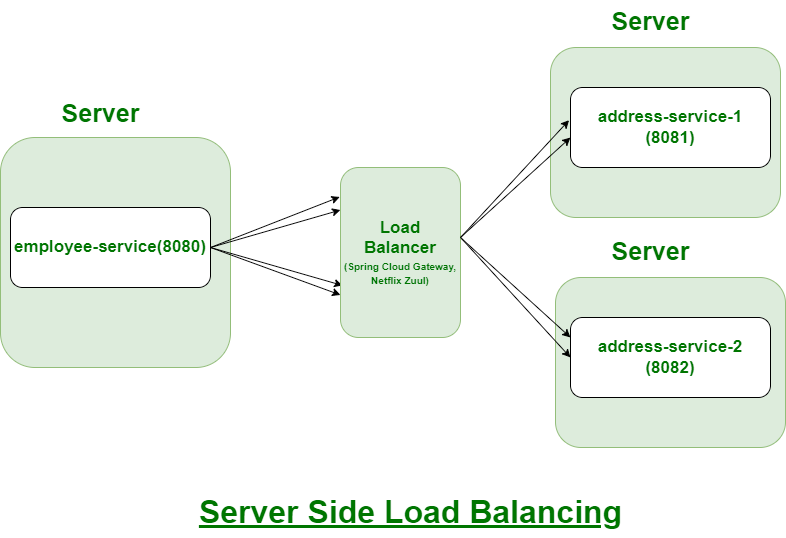 Server
employee-service(8080)
Load
Balancer
(Spring Cloud Gateway,
Netflix Zuul)
Server
address-service-1
(8081)
Server
address-service-2
(8082)
Server Side Load Balancing